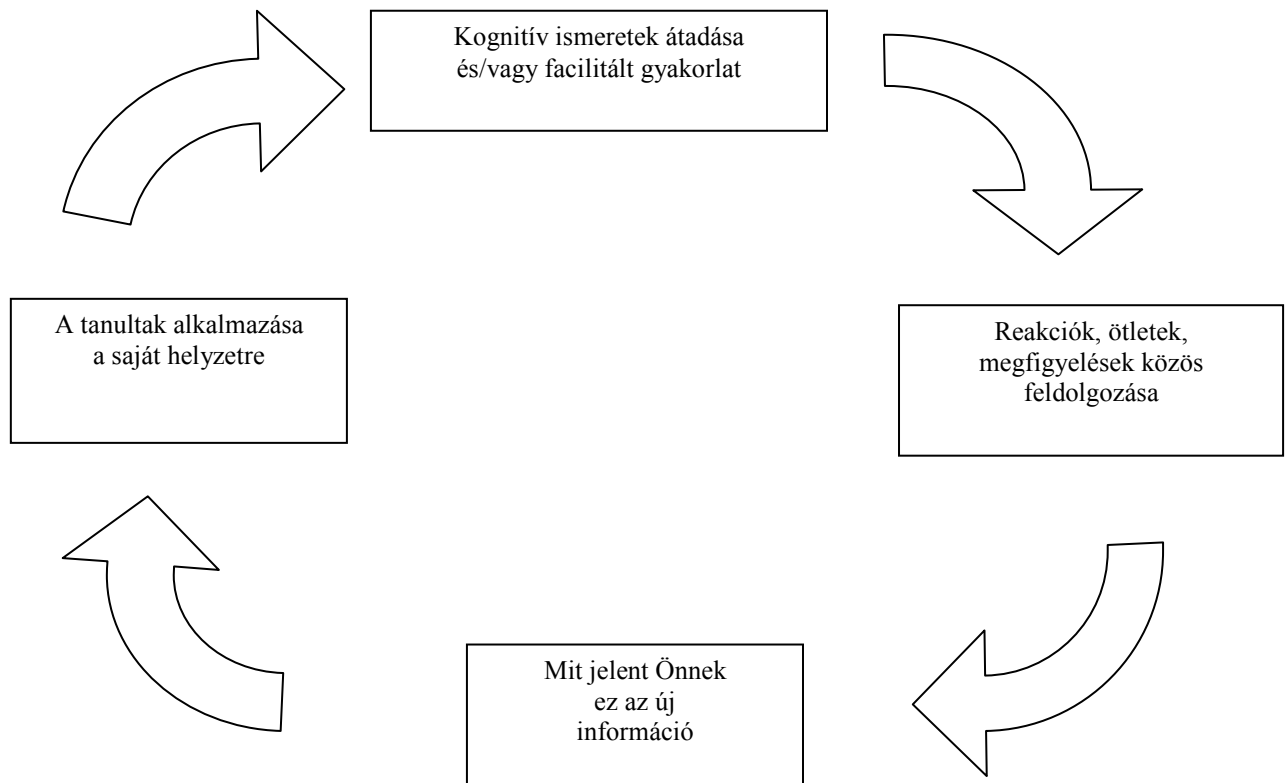 Kognitív ismeretek átadása
és/vagy facilitált gyakorlat
A tanultak alkalmazása
a saját helyzetre
Reakciók, ötletek,
megfigyelések közös
feldolgozása
Mit jelent Önnek
ez az új
információ